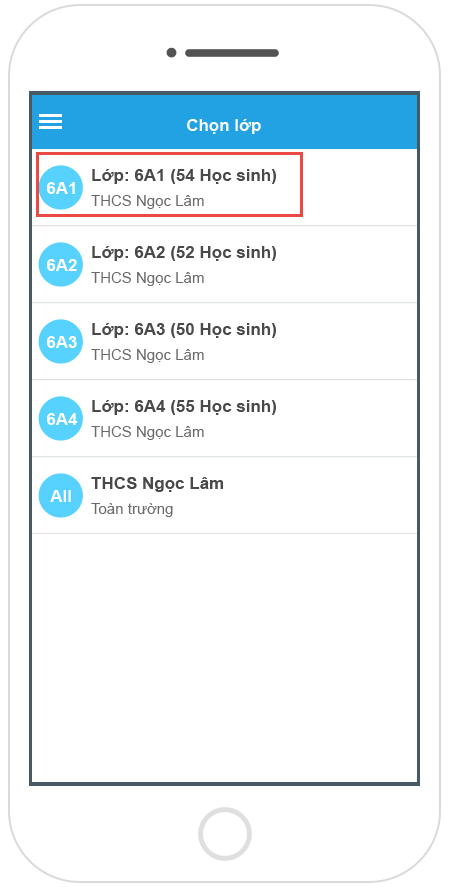 Chọn lớp
6A1
Lớp: 6A1 (54 Học sinh)
THCS Ngọc Lâm
6A2
Lớp: 6A2 (52 Học sinh)
THCS Ngọc Lâm
6A3
Lớp: 6A3 (50 Học sinh)
THCS Ngọc Lâm
6A4
Lớp: 6A4 (55 Học sinh)
THCS Ngọc Lâm
All
THCS Ngọc Lâm
Toàn trường